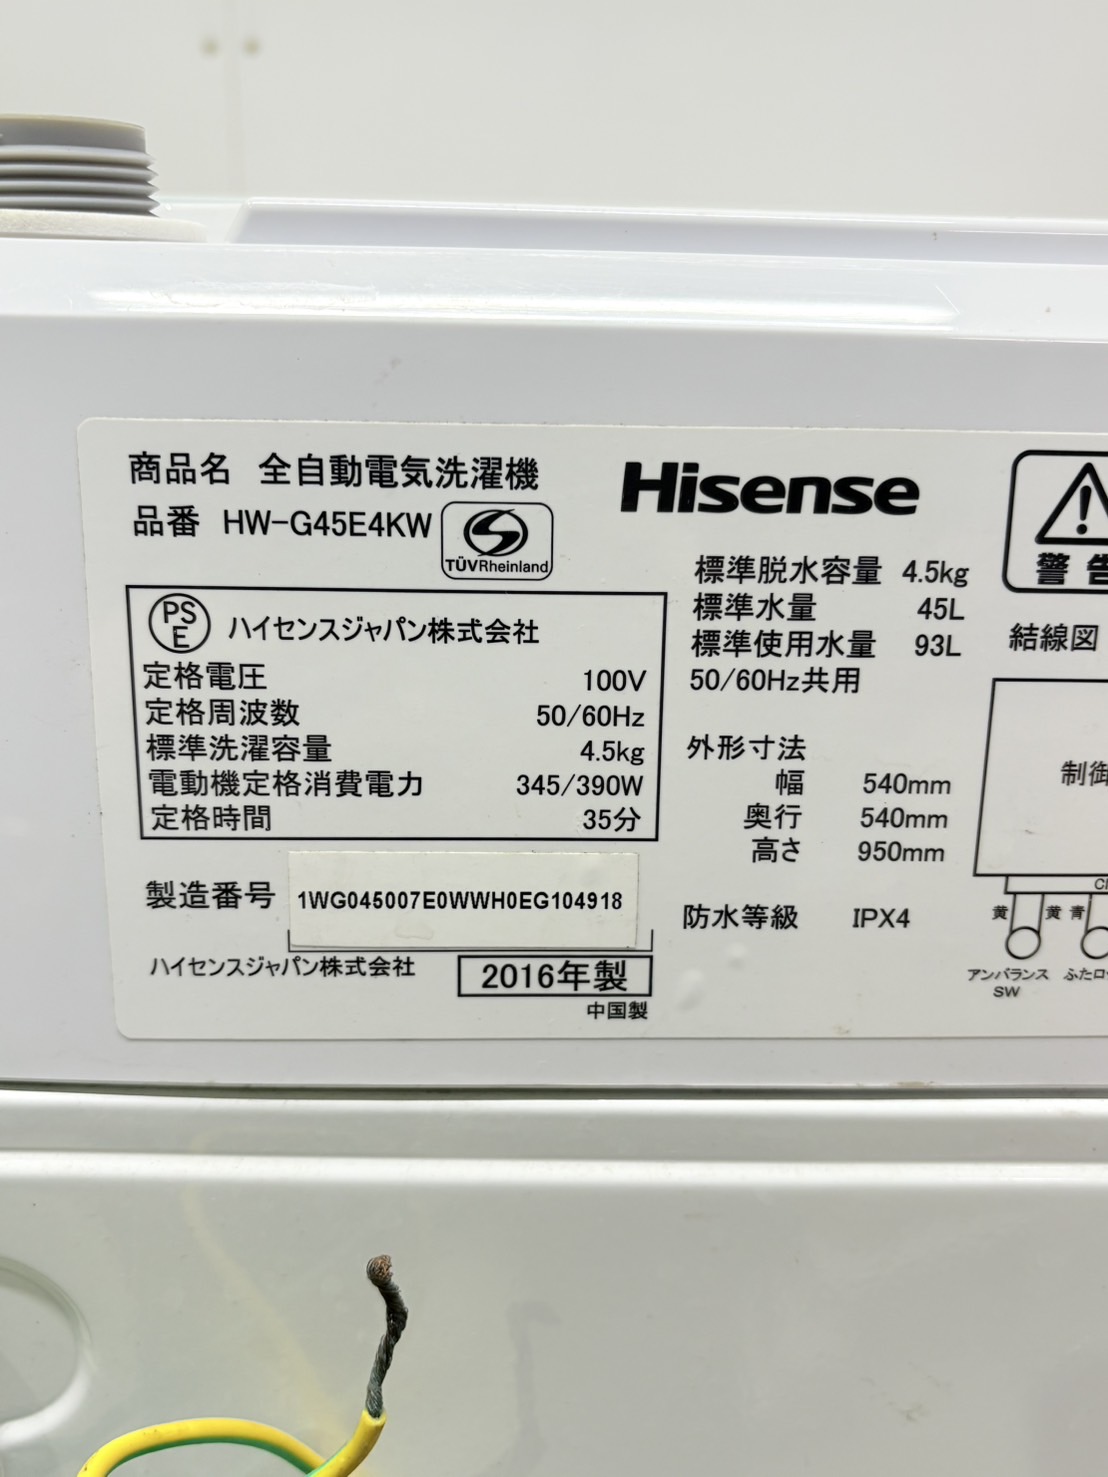 商品名 全自動電気洗濯機
品番 HW-G45E4KW
TÜVRheinland
Hisense
PS
E
ハイセンスジャパン株式会社
定格電圧 100V
定格周波数 50/60Hz
標準洗濯容量 4.5kg
電動機定格消費電力 345/390W
定格時間 35分
製造番号 1WG045007E0WWH0EG104918
ハイセンスジャパン株式会社
2016年製
中国製
標準脱水容量 4.5kg
標準水量 45L
標準使用水量 93L
50/60Hz共用
外形寸法
幅 540mm
奥行 540mm
高さ 950mm
防水等級 IPX4
警告
結線図
制御
黄 黄 青
アンバランス
SW
ふたロ